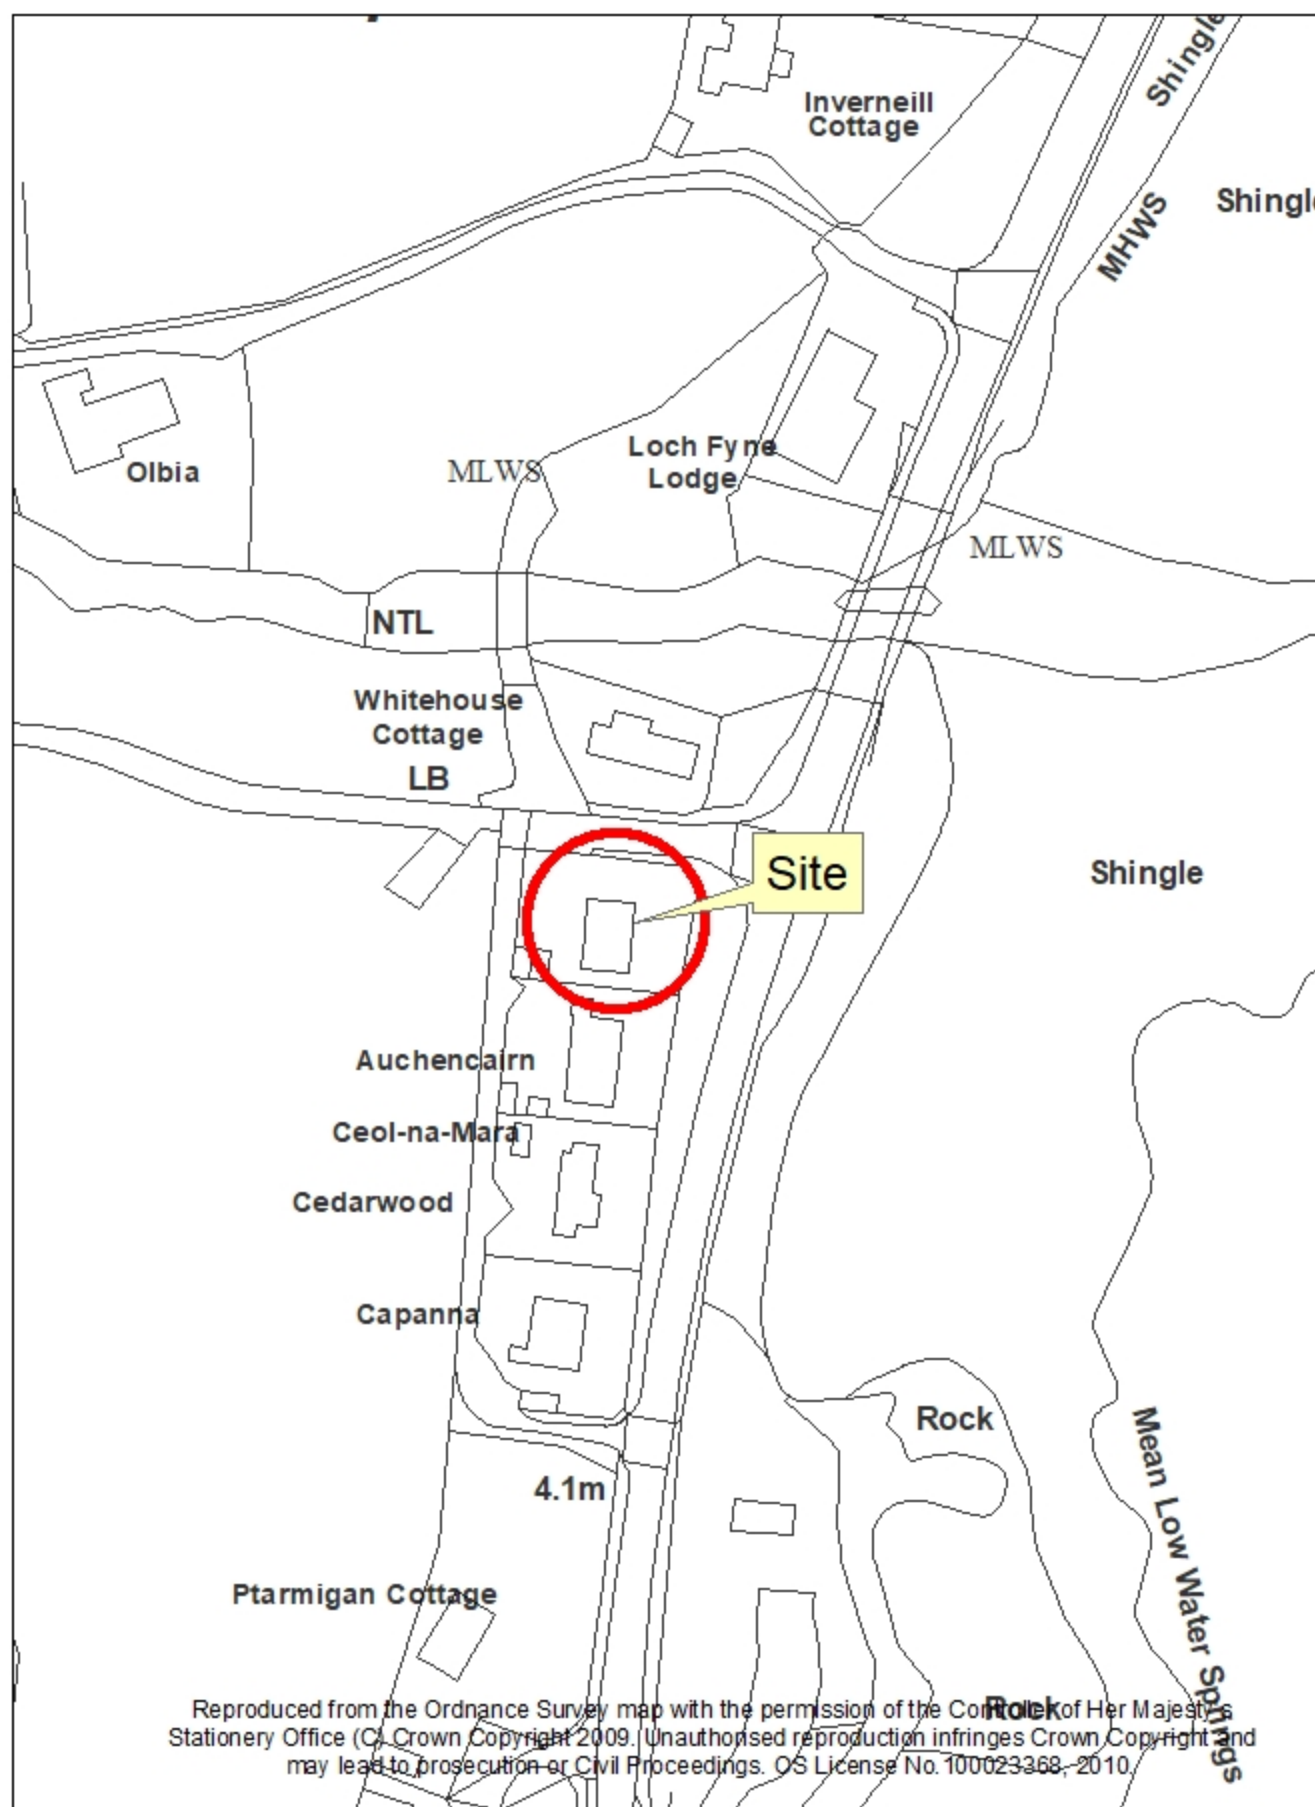 Inverneill
Cottage
Shingle
MHWS
Olbia
MLWS
Loch Fyne
Lodge
MLWS
NTL
Whitehouse
Cottage
LB
Site
Shingle
Auchencairn
Ceol-na-Mara
Cedarwood
Capanna
Rock
4.1m
Mean Low Water Springs
Ptarmigan Cottage
Rock
Reproduced from the Ordnance Survey map with the permission of the Controller of Her Majesty's
Stationery Office (C) Crown Copyright 2009. Unauthorised reproduction infringes Crown Copyright and
may lead to prosecution or Civil Proceedings. OS License No. 100023368, 2010.